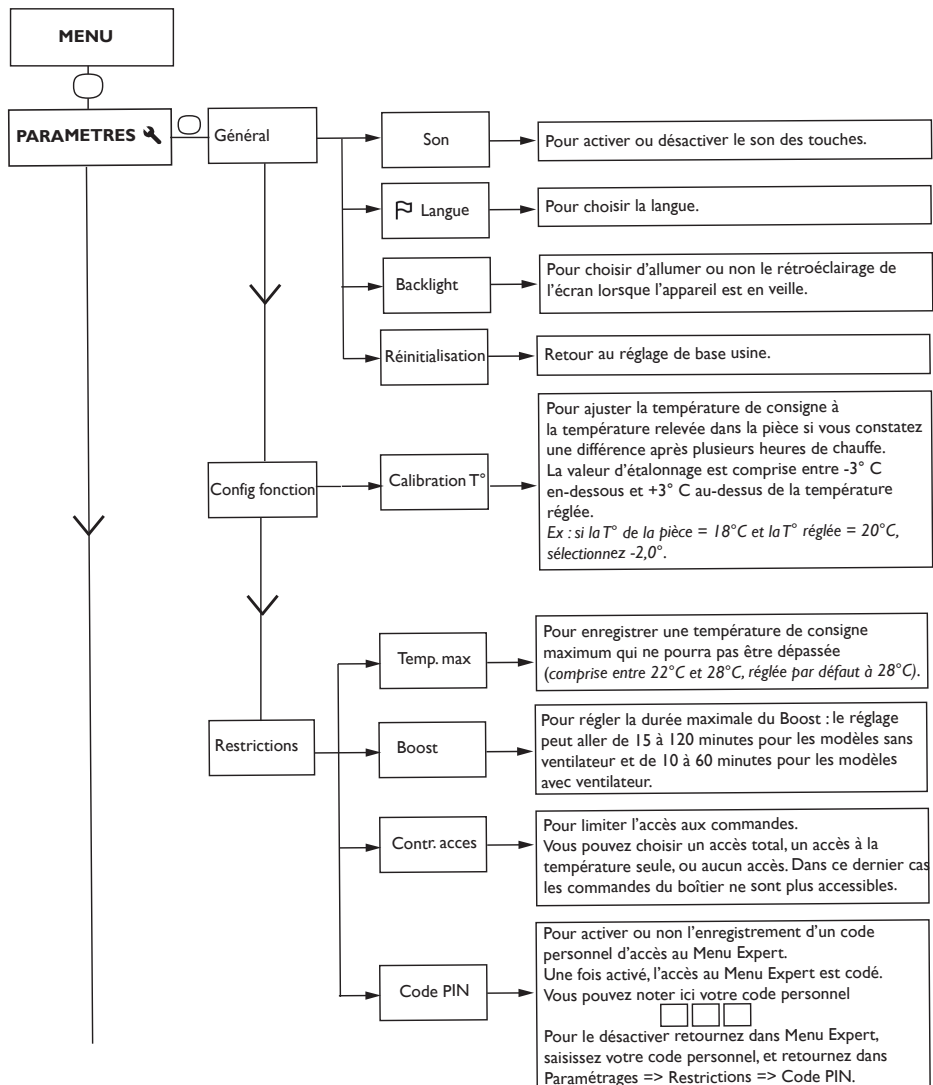 MENU
PARAMETRES
Général
Son
Pour activer ou désactiver le son des touches.
Langue
Pour choisir la langue.
Backlight
Pour choisir d'allumer ou non le rétroéclairage de
l'écran lorsque l'appareil est en veille.
Réinitialisation
Retour au réglage de base usine.
Config fonction
Calibration T°
Pour ajuster la température de consigne à
la température relevée dans la pièce si vous constatez
une différence après plusieurs heures de chauffe.
La valeur d'étalonnage est comprise entre -3° C
en-dessous et +3° C au-dessus de la température
réglée.
Ex : si la T° de la pièce = 18°C et la T° réglée = 20°C,
sélectionnez -2,0°.
Restrictions
Temp. max
Pour enregistrer une température de consigne
maximum qui ne pourra pas être dépassée
(comprise entre 22°C et 28°C, réglée par défaut à 28°C).
Boost
Pour régler la durée maximale du Boost : le réglage
peut aller de 15 à 120 minutes pour les modèles sans
ventilateur et de 10 à 60 minutes pour les modèles
avec ventilateur.
Contr. acces
Pour limiter l'accès aux commandes.
Vous pouvez choisir un accès total, un accès à la
température seule, ou aucun accès. Dans ce dernier cas
les commandes du boîtier ne sont plus accessibles.
Code PIN
Pour activer ou non l'enregistrement d'un code
personnel d'accès au Menu Expert.
Une fois activé, l'accès au Menu Expert est codé.
Vous pouvez noter ici votre code personnel
Pour le désactiver retournez dans Menu Expert,
saisissez votre code personnel, et retournez dans
Paramétrages => Restrictions => Code PIN.